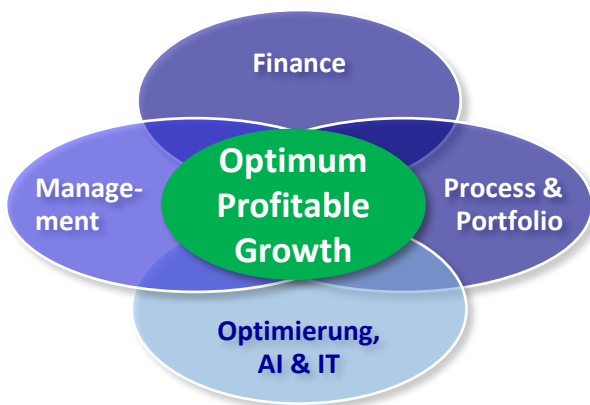 Finance
Optimum
Profitable
Growth
Manage-
ment
Process &
Portfolio
Optimierung,
AI & IT